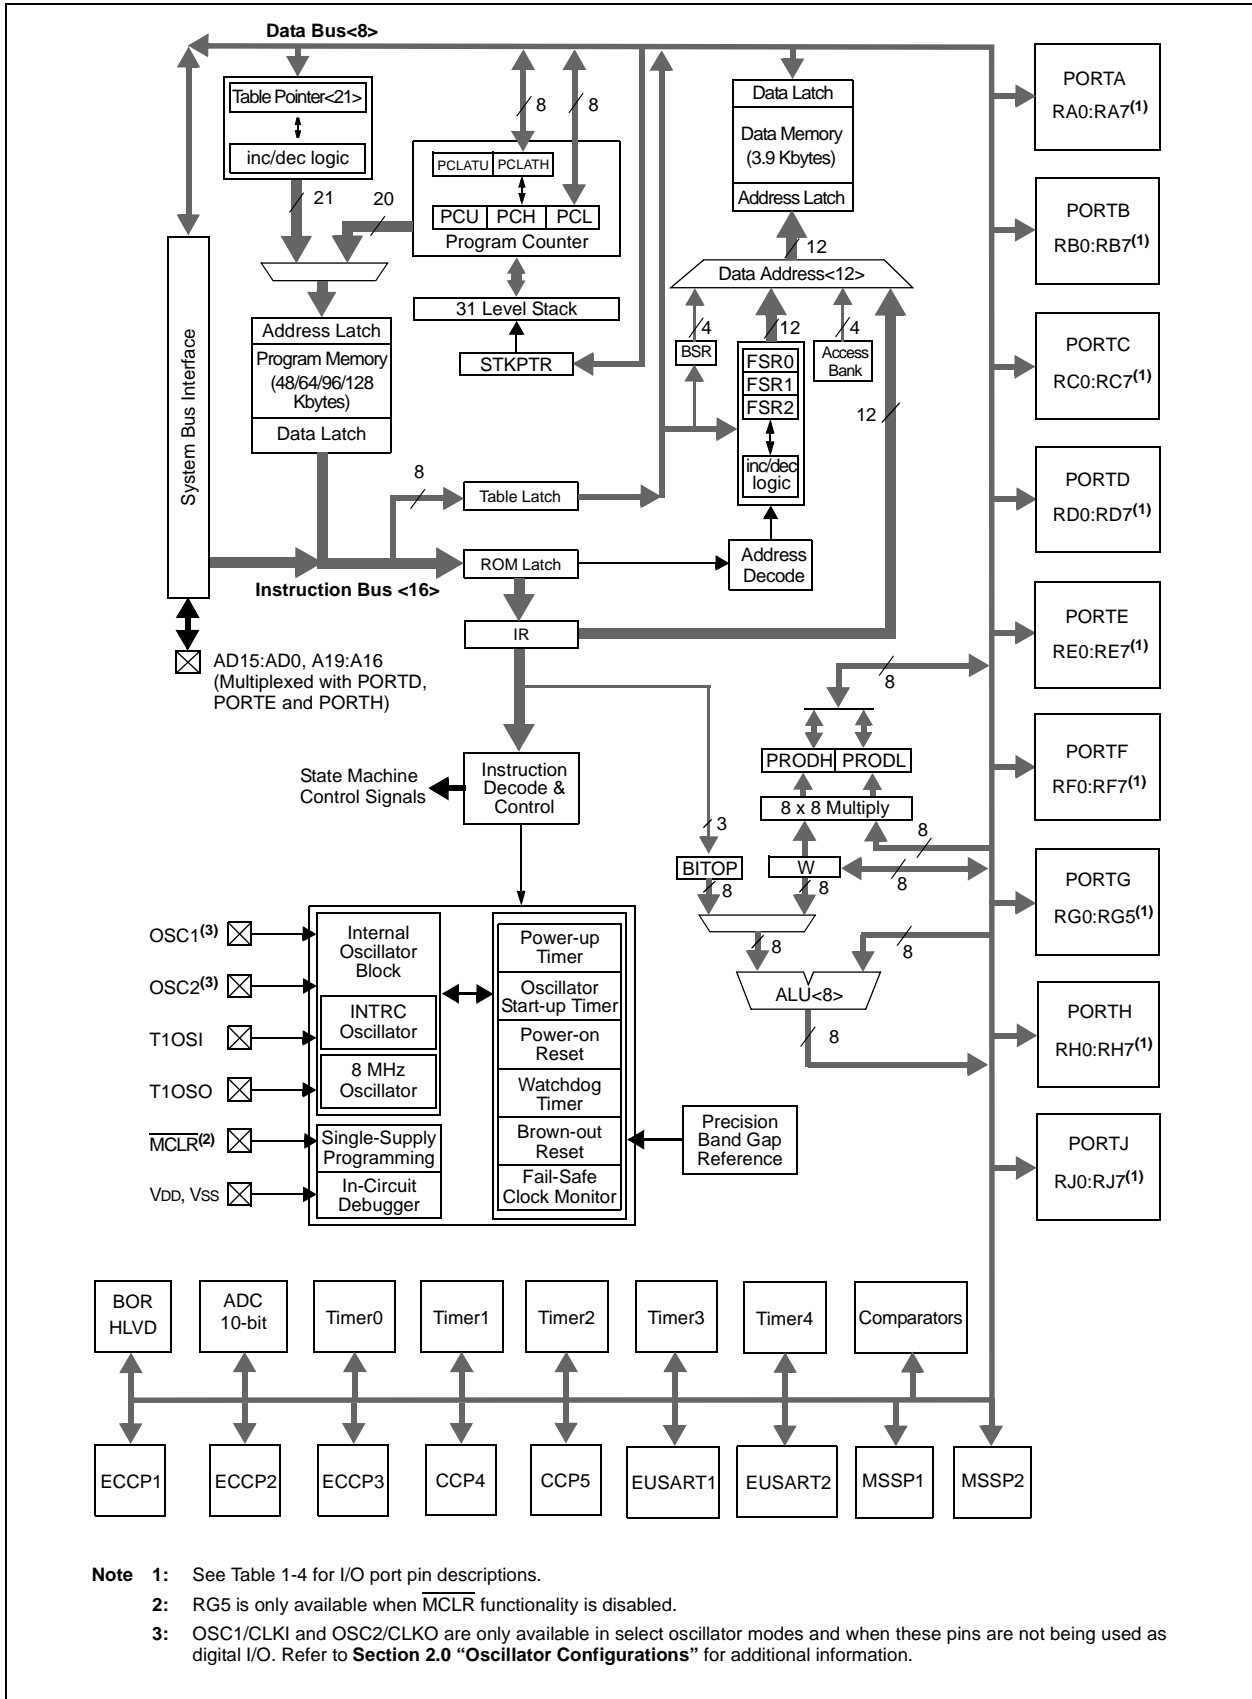 Data Bus<8>
Table Pointer<21>
inc/dec logic
21
20
8
8
PCLATU PCLATH
PCU PCH PCL
Program Counter
31 Level Stack
STKPTR
Data Latch
Data Memory
(3.9 Kbytes)
Address Latch
12
Data Address<12>
4
12
4
BSR
FSR0
FSR1
FSR2
inc/dec
logic
Access
Bank
12
Address
Decode
System Bus Interface
Address Latch
Program Memory
(48/64/96/128
Kbytes)
Data Latch
8
Table Latch
ROM Latch
Instruction Bus <16>
IR
AD15:AD0, A19:A16
(Multiplexed with PORTD,
PORTE and PORTH)
State Machine
Control Signals
Instruction
Decode &
Control
8
PRODH PRODL
8 x 8 Multiply
3
8
BITOP
W
8
8
8
8
8
ALU<8>
8
OSC1(3)
OSC2(3)
T1OSI
T1OSO
MCLR(2)
VDD, VSS
Internal
Oscillator
Block
INTRC
Oscillator
8 MHz
Oscillator
Single-Supply
Programming
In-Circuit
Debugger
Power-up
Timer
Oscillator
Start-up Timer
Power-on
Reset
Watchdog
Timer
Brown-out
Reset
Fail-Safe
Clock Monitor
Precision
Band Gap
Reference
PORTA
RA0:RA7(1)
PORTB
RB0:RB7(1)
PORTC
RC0:RC7(1)
PORTD
RD0:RD7(1)
PORTE
RE0:RE7(1)
PORTF
RF0:RF7(1)
PORTG
RG0:RG5(1)
PORTH
RH0:RH7(1)
PORTJ
RJ0:RJ7(1)
BOR
HLVD
ADC
10-bit
Timer0
Timer1
Timer2
Timer3
Timer4
Comparators
ECCP1
ECCP2
ECCP3
CCP4
CCP5
EUSART1
EUSART2
MSSP1
MSSP2
Note 1: See Table 1-4 for I/O port pin descriptions.
2: RG5 is only available when MCLR functionality is disabled.
3: OSC1/CLKI and OSC2/CLKO are only available in select oscillator modes and when these pins are not being used as
digital I/O. Refer to Section 2.0 “Oscillator Configurations” for additional information.